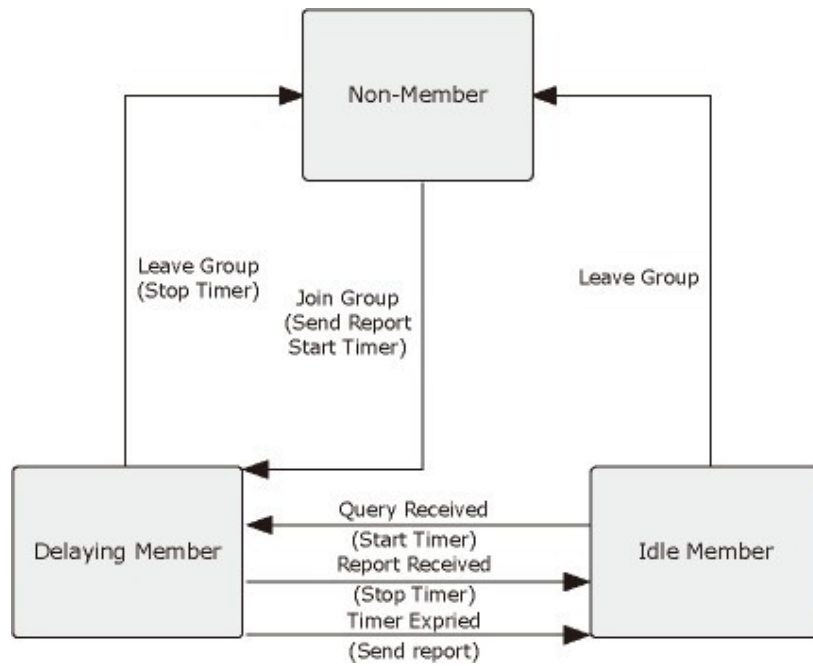 Non-Member
Leave Group
(Stop Timer)
Join Group
(Send Report
Start Timer)
Leave Group
Delaying Member
Query Received
(Start Timer)
Report Received
(Stop Timer)
Timer Expried
(Send report)
Idle Member